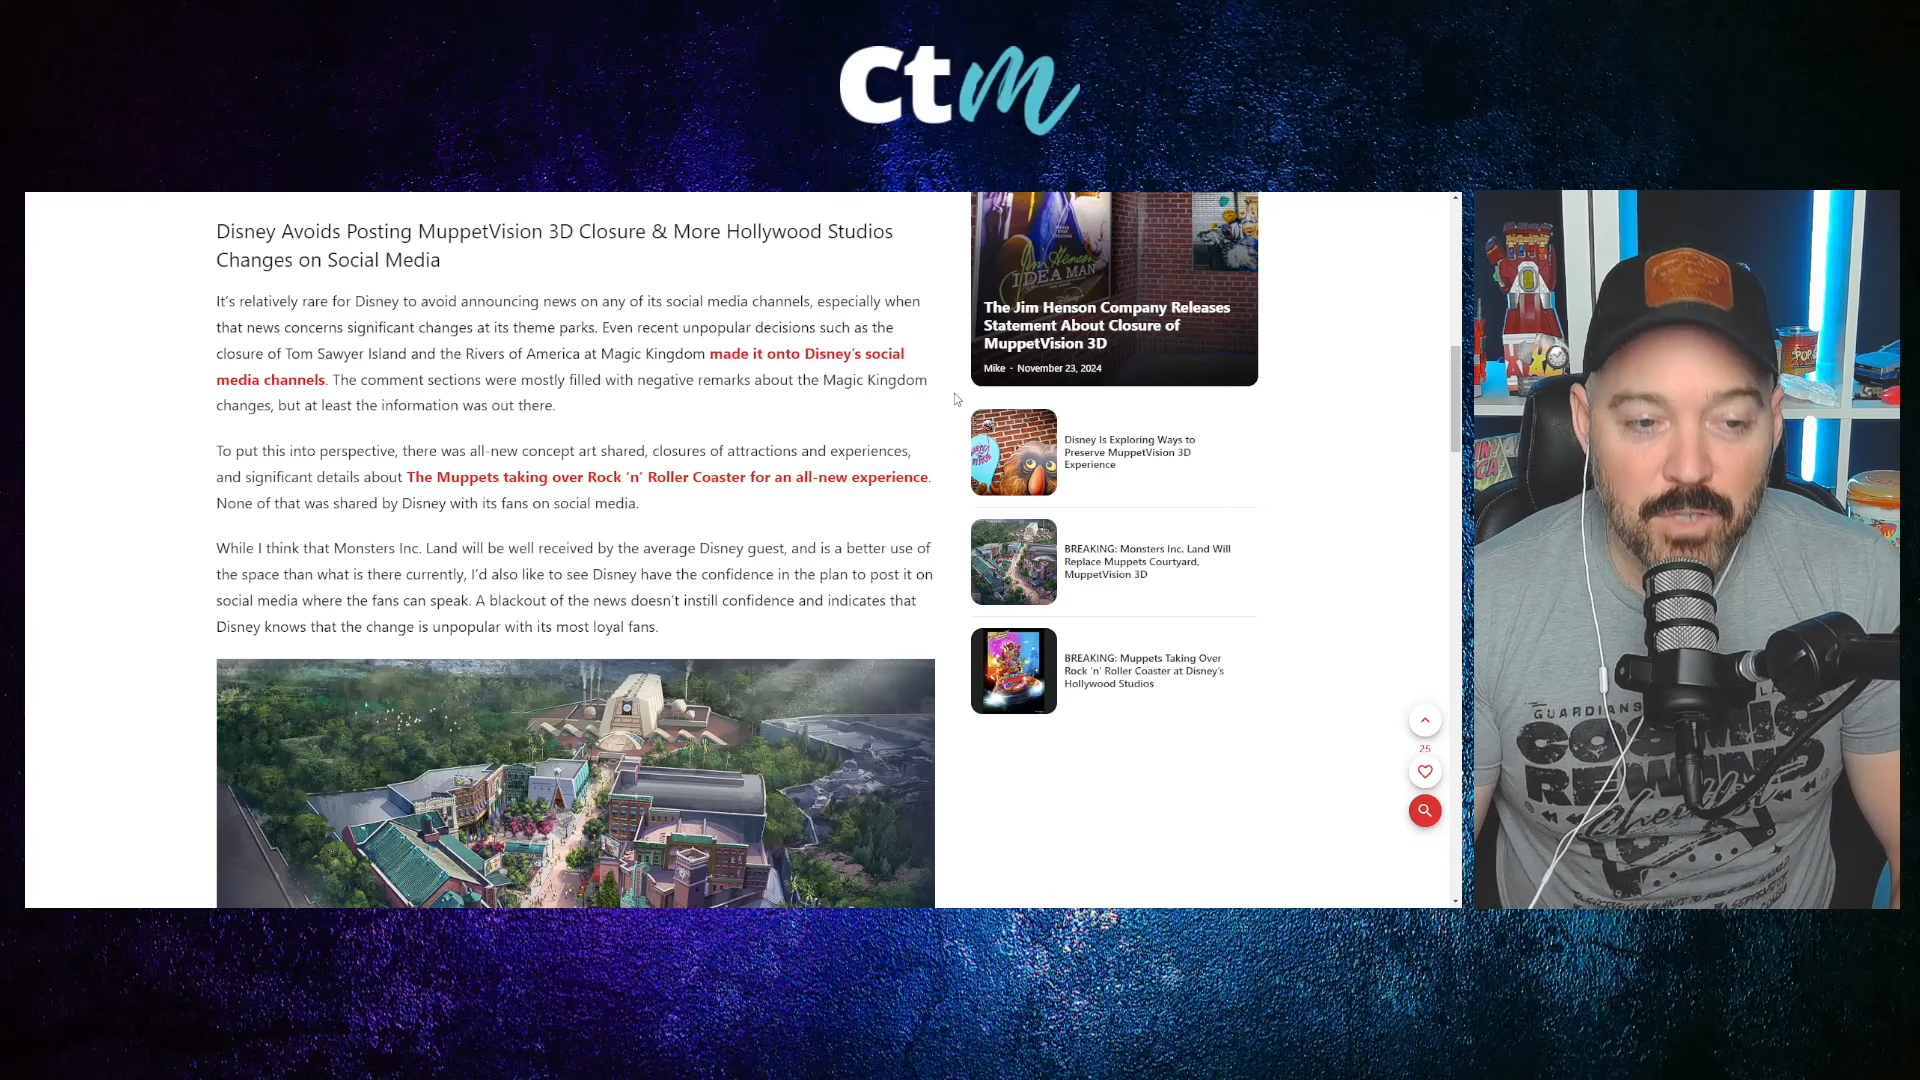 ctm
Disney Avoids Posting MuppetVision 3D Closure & More Hollywood Studios
Changes on Social Media
It's relatively rare for Disney to avoid announcing news on any of its social media channels, especially when
that news concerns significant changes at its theme parks. Even recent unpopular decisions such as the
closure of Tom Sawyer Island and the Rivers of America at Magic Kingdom made it onto Disney's social
media channels. The comment sections were mostly filled with negative remarks about the Magic Kingdom
changes, but at least the information was out there.
To put this into perspective, there was all-new concept art shared, closures of attractions and experiences,
and significant details about The Muppets taking over Rock 'n' Roller Coaster for an all-new experience.
None of that was shared by Disney with its fans on social media.
While I think that Monsters Inc. Land will be well received by the average Disney guest, and is a better use of
the space than what is there currently, I'd also like to see Disney have the confidence in the plan to post it on
social media where the fans can speak. A blackout of the news doesn't instill confidence and indicates that
Disney knows that the change is unpopular with its most loyal fans.
Jim Henson
IDEA MAN
The Jim Henson Company Releases
Statement About Closure of
MuppetVision 3D
Mike - November 23, 2024
Disney Is Exploring Ways to
Preserve MuppetVision 3D
Experience
BREAKING: Monsters Inc. Land Will
Replace Muppets Courtyard,
MuppetVision 3D
BREAKING: Muppets Taking Over
Rock 'n' Roller Coaster at Disney's
Hollywood Studios
25
GUARDIANS
COSMIC
REWIND